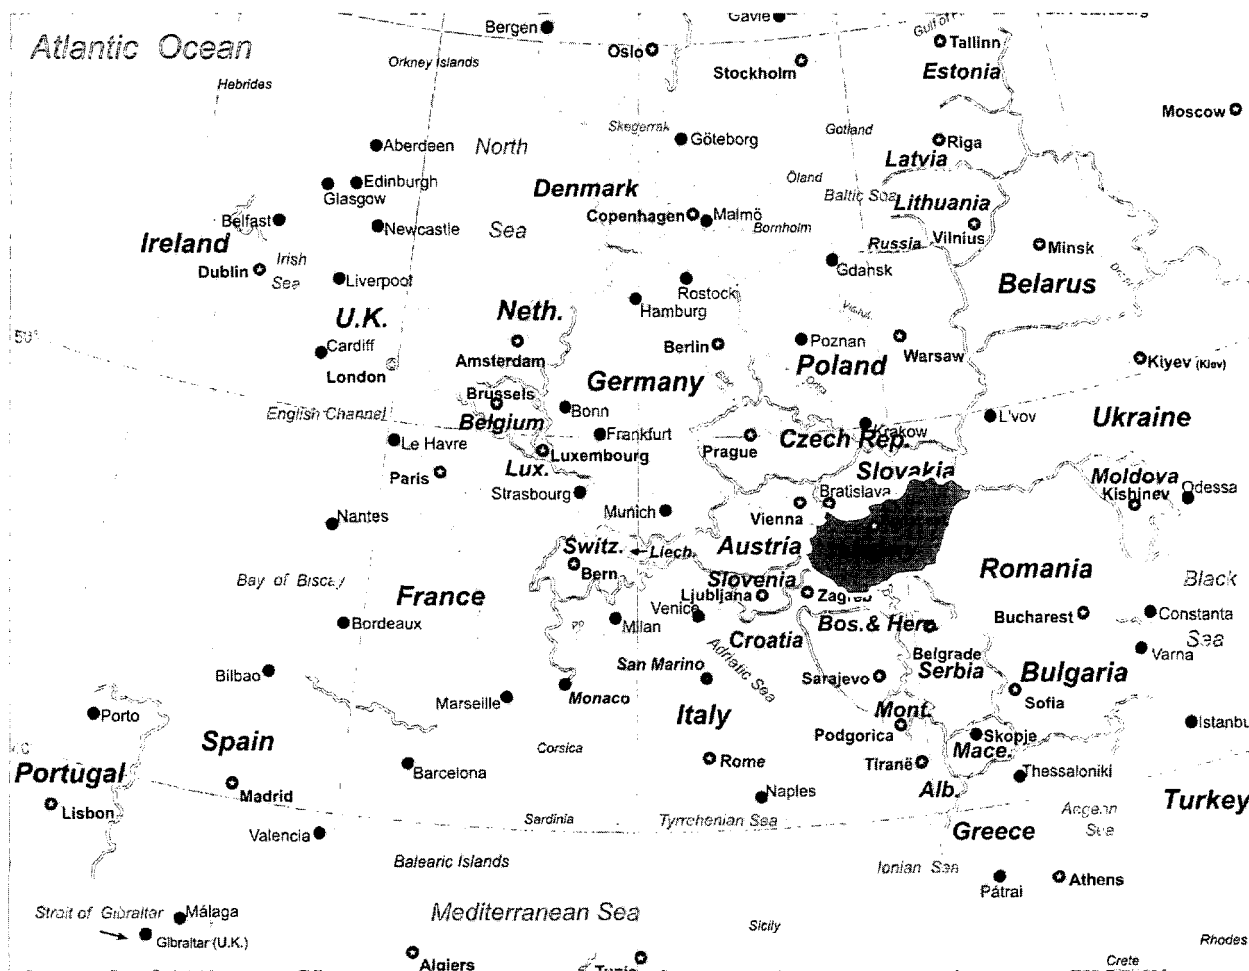 Bergen
Gävle
Gulf of
Atlantic Ocean
Oslo
Tallinn
Orkney Islands
Stockholm
Estonia
Hebrides
Moscow
Skagerrak
Göteborg
Gotland
Riga
Aberdeen
North
Latvia
Edinburgh
Denmark
Öland
Baltic Sea
Glasgow
Lithuania
Belfast
Copenhagen
Malmö
Newcastle
Sea
Bornholm
Vilnius
Ireland
Russia
Minsk
Irish
Dublin
Gdansk
Sea
Liverpool
Rostock
Belarus
Hamburg
U.K.
Neth.
50°
Cardiff
Amsterdam
Berlin
Poznan
Warsaw
Poland
Kiyev (Kiev)
London
Germany
Brussels
English Channel
Bonn
L'vov
Ukraine
Belgium
Krakow
Le Havre
Frankfurt
Prague
Czech Rep.
Luxembourg
Lux.
Slovakia
Paris
Moldova
Strasbourg
Bratislava
Kishinev
Odessa
Nantes
Munich
Vienna
Switz.
Liech.
Austria
Bern
Romania
Bay of Biscay
Slovenia
Black
France
Ljubljana
Zagreb
Venice
Bucharest
Constanta
Bordeaux
Milan
Croatia
Bos.& Herz.
Sea
Belgrade
Varna
San Marino
Adriatic Sea
Serbia
Bilbao
Sarajevo
Bulgaria
Monaco
Marseille
Sofia
Porto
Italy
Mont.
Istanbu
Spain
Podgorica
Skopje
Corsica
Mace.
Portugal
Barcelona
Rome
Tiranë
Thessaloniki
Madrid
Naples
Alb.
Turkey
Lisbon
Aegean
Sardinia
Tyrrhenian Sea
Sea
Valencia
Greece
Balearic Islands
Ionian Sea
Athens
Pátrai
Strait of Gibraltar
Málaga
Mediterranean Sea
Gibraltar (U.K.)
Sicily
Rhodes
Algiers
Tunis
Crete